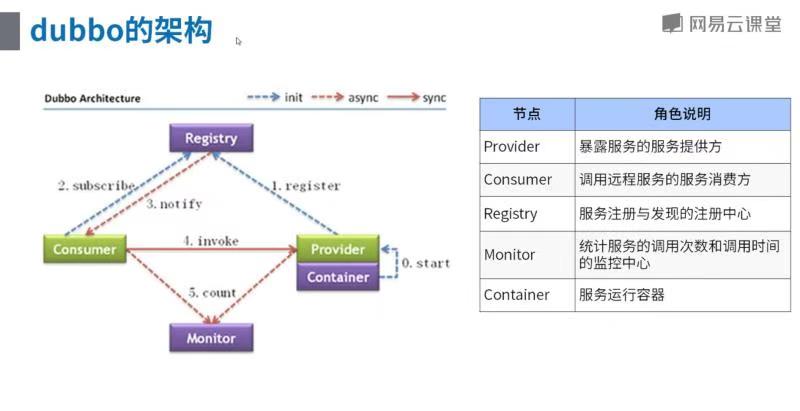 dubbo的架构
网易云课堂
Dubbo Architecture
init
async
sync
Registry
2. subscribe
1. register
3. notify
Consumer
4. invoke
Provider
Container
0. start
5. count
Monitor
节点 角色说明
Provider 暴露服务的服务提供方
Consumer 调用远程服务的服务消费方
Registry 服务注册与发现的注册中心
Monitor 统计服务的调用次数和调用时间
的监控中心
Container 服务运行容器